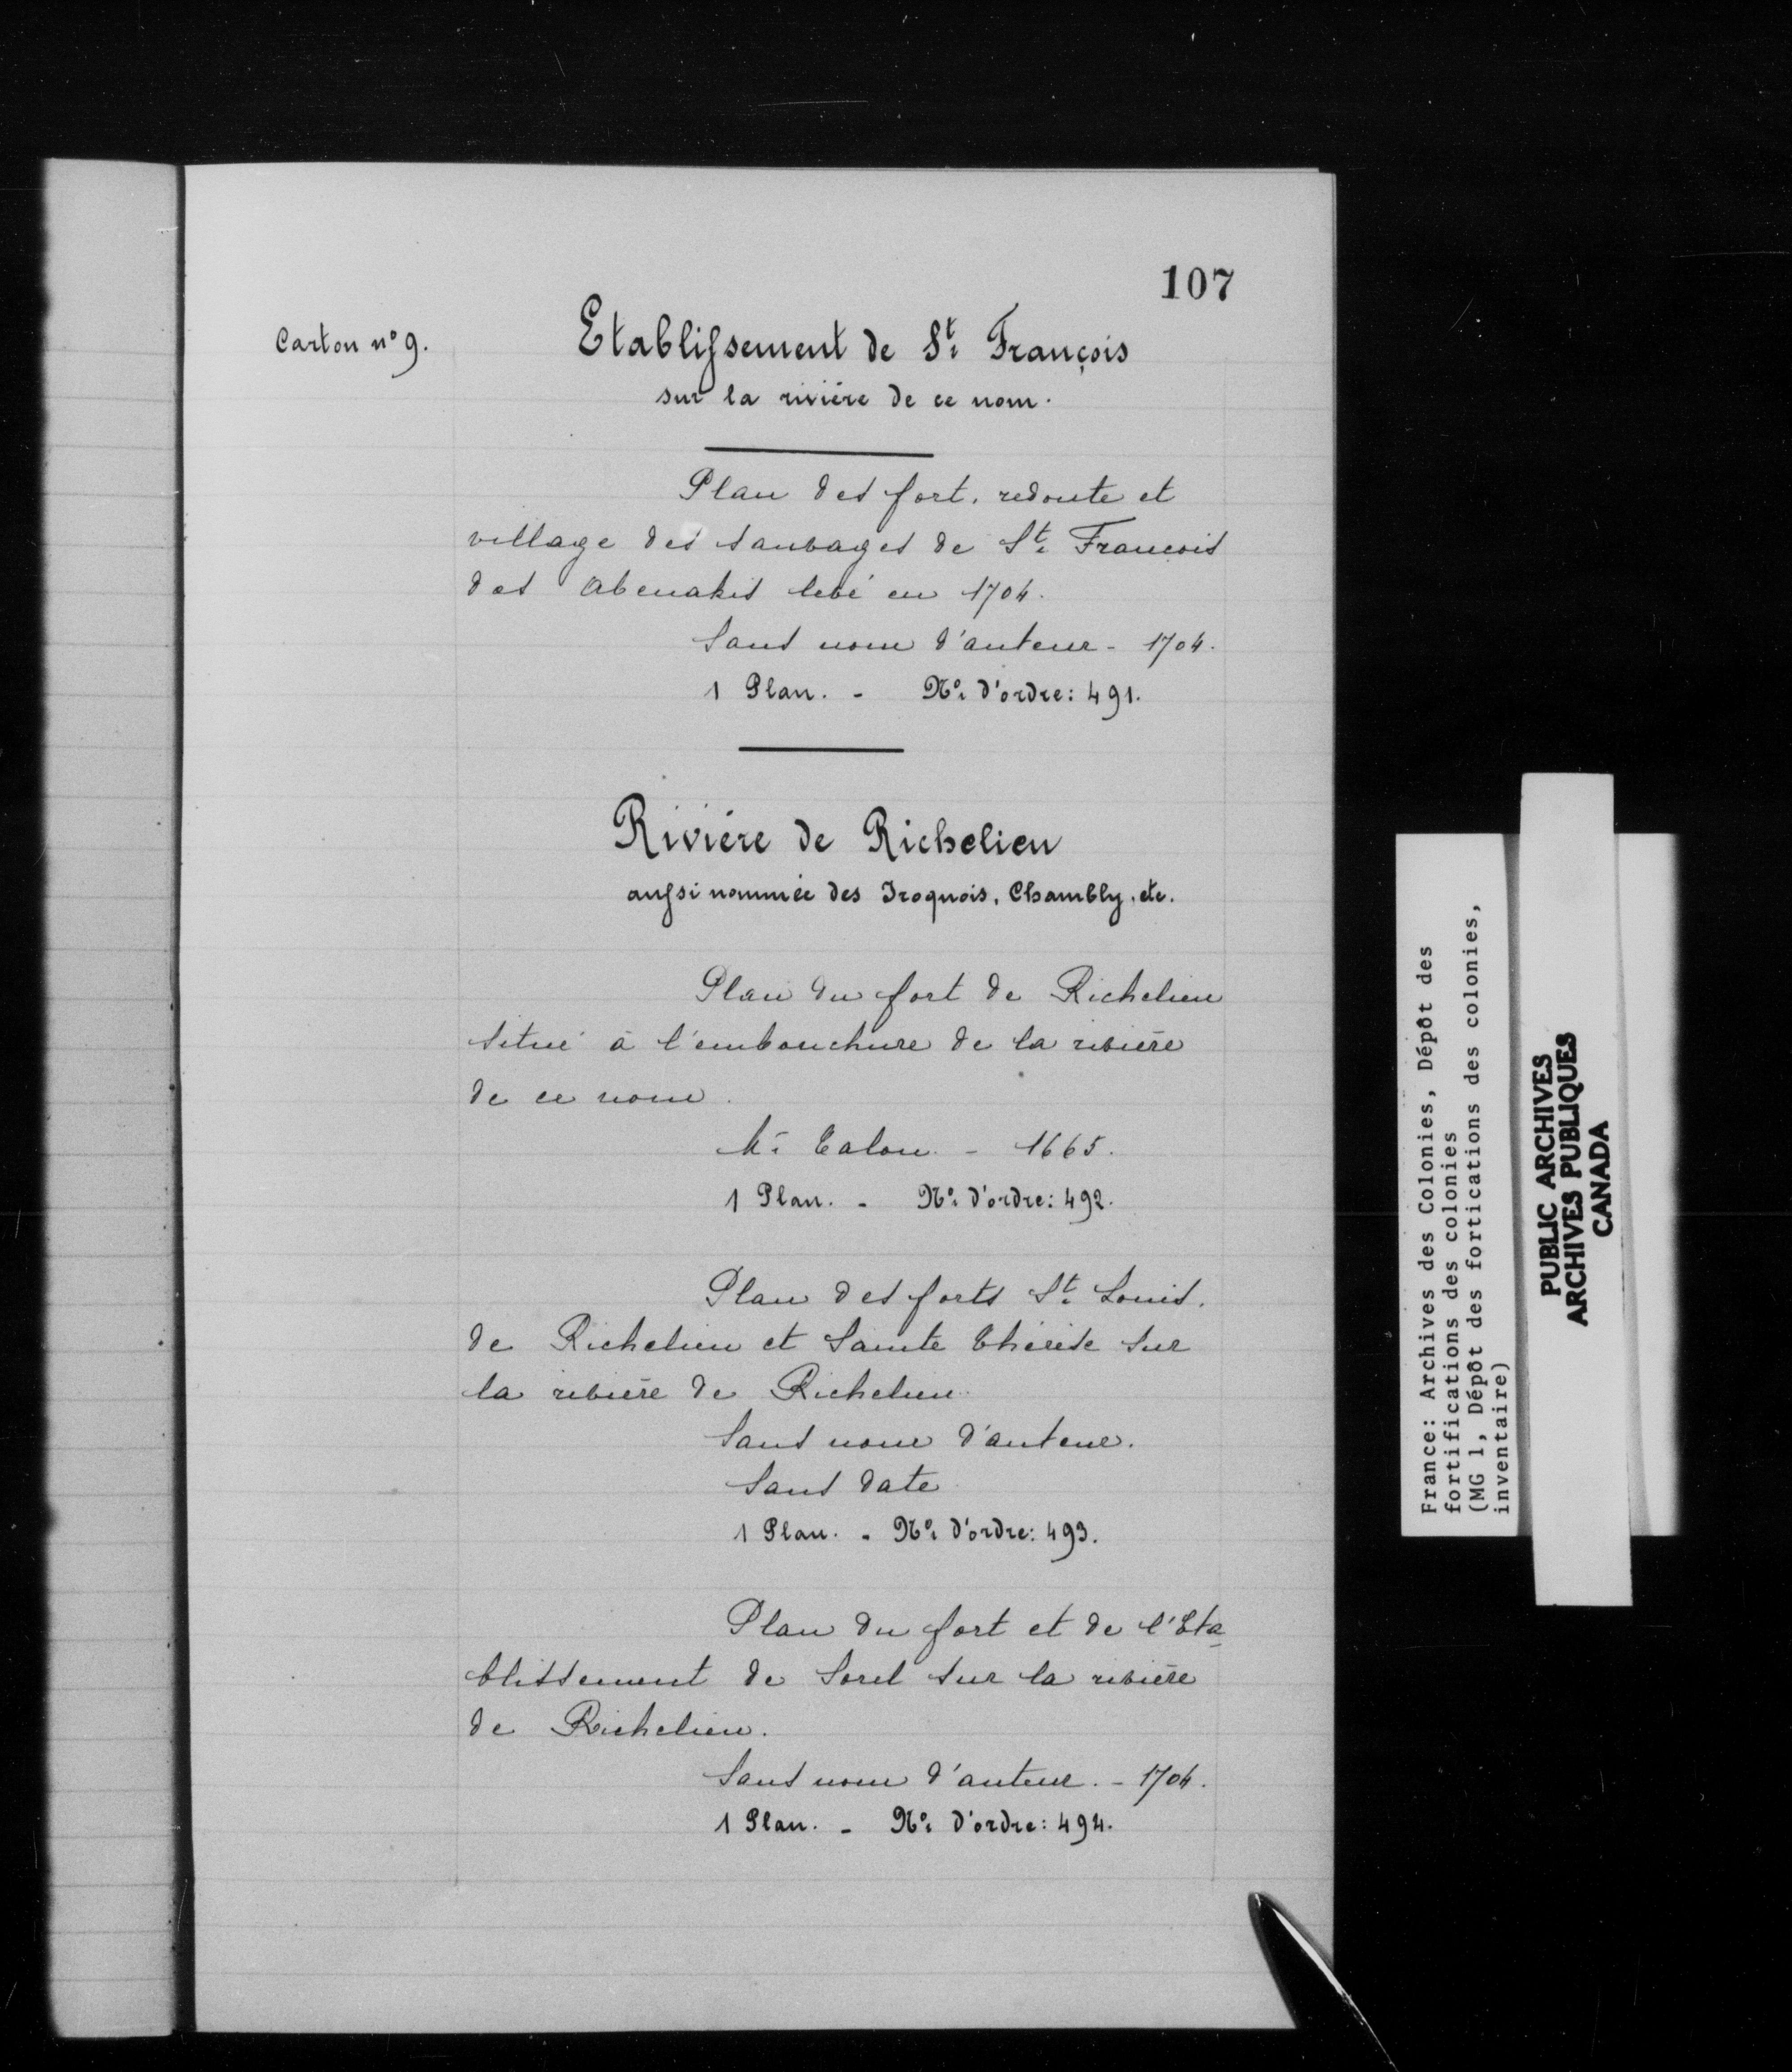 107
Carton n° 9.
Etablissement de St. François
sur la rivière de ce nom.
Plan des fort, redoute et
village des sauvages de St. François
des Abenakis levé en 1704.
Sans nom d'auteur - 1704.
1 Plan. - No. d'ordre: 491.
Rivière de Richelieu
aussi nommée des Iroquois, Chambly, etc.
Plan du fort de Richelieu
situé à l'embouchure de la rivière
de ce nom.
Mr. Talon. - 1665.
1 Plan. - No. d'ordre: 492.
Plan des forts St. Louis,
de Richelieu et Sainte Thérèse sur
la rivière de Richelieu.
Sans nom d'auteur.
Sans date
1 Plan. - No. d'ordre: 493.
Plan du fort et de l'Eta-
blissement de Sorel sur la rivière
de Richelieu.
Sans nom d'auteur. - 1704.
1 Plan. - No. d'ordre: 494.
France: Archives des Colonies, Dépôt des
fortifications des colonies
(MG 1, Dépôt des fortications des colonies,
inventaire)
PUBLIC ARCHIVES
ARCHIVES PUBLIQUES
CANADA